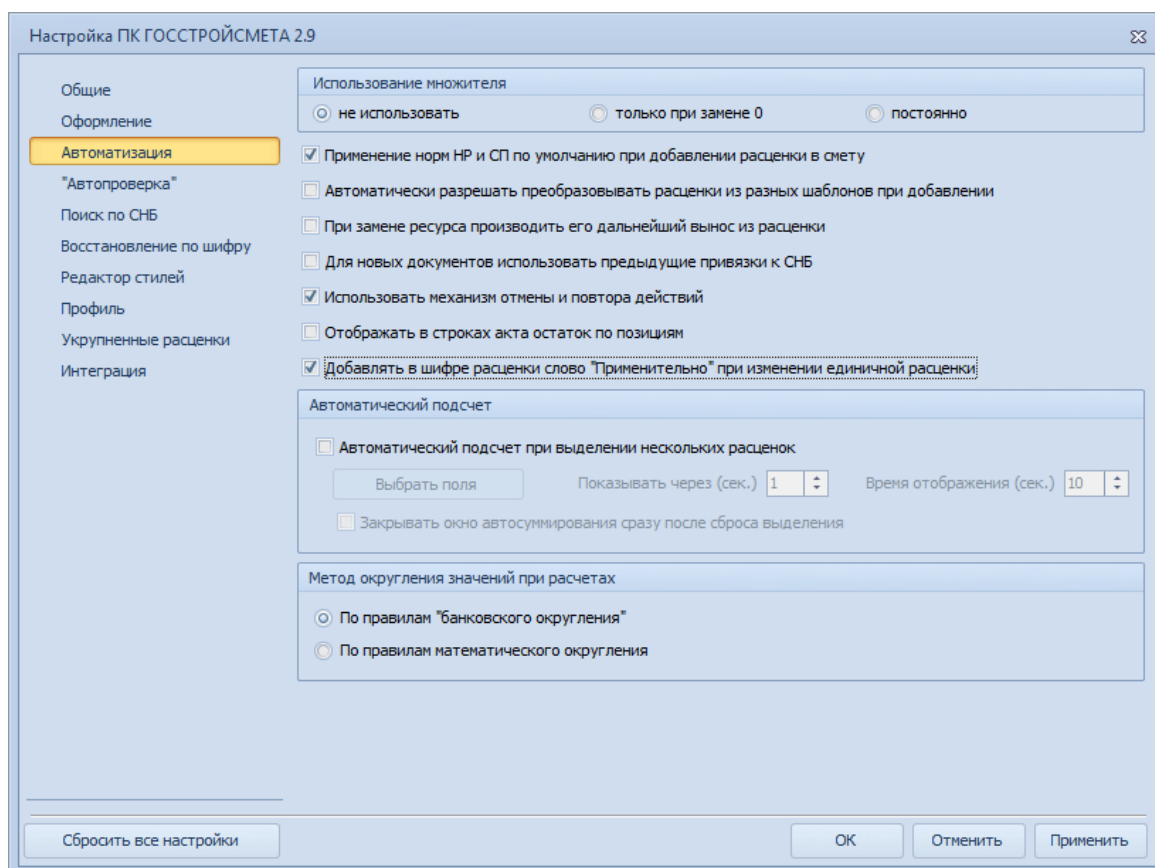 Настройка ПК ГОССТРОЙСМЕТА 2.9
Общие
Оформление
Автоматизация
"Автопроверка"
Поиск по СНБ
Восстановление по шифру
Редактор стилей
Профиль
Укрупненные расценки
Интеграция
Использование множителя
не использовать только при замене 0 постоянно
Применение норм НР и СП по умолчанию при добавлении расценки в смету
Автоматически разрешать преобразовывать расценки из разных шаблонов при добавлении
При замене ресурса производить его дальнейший вынос из расценки
Для новых документов использовать предыдущие привязки к СНБ
Использовать механизм отмены и повтора действий
Отображать в строках акта остаток по позициям
Добавлять в шифре расценки слово "Применительно" при изменении единичной расценки
Автоматический подсчет
Автоматический подсчет при выделении нескольких расценок
Выбрать поля Показывать через (сек.) 1 Время отображения (сек.) 10
Закрывать окно автосуммирования сразу после сброса выделения
Метод округления значений при расчетах
По правилам "банковского округления"
По правилам математического округления
Сбросить все настройки ОК Отменить Применить